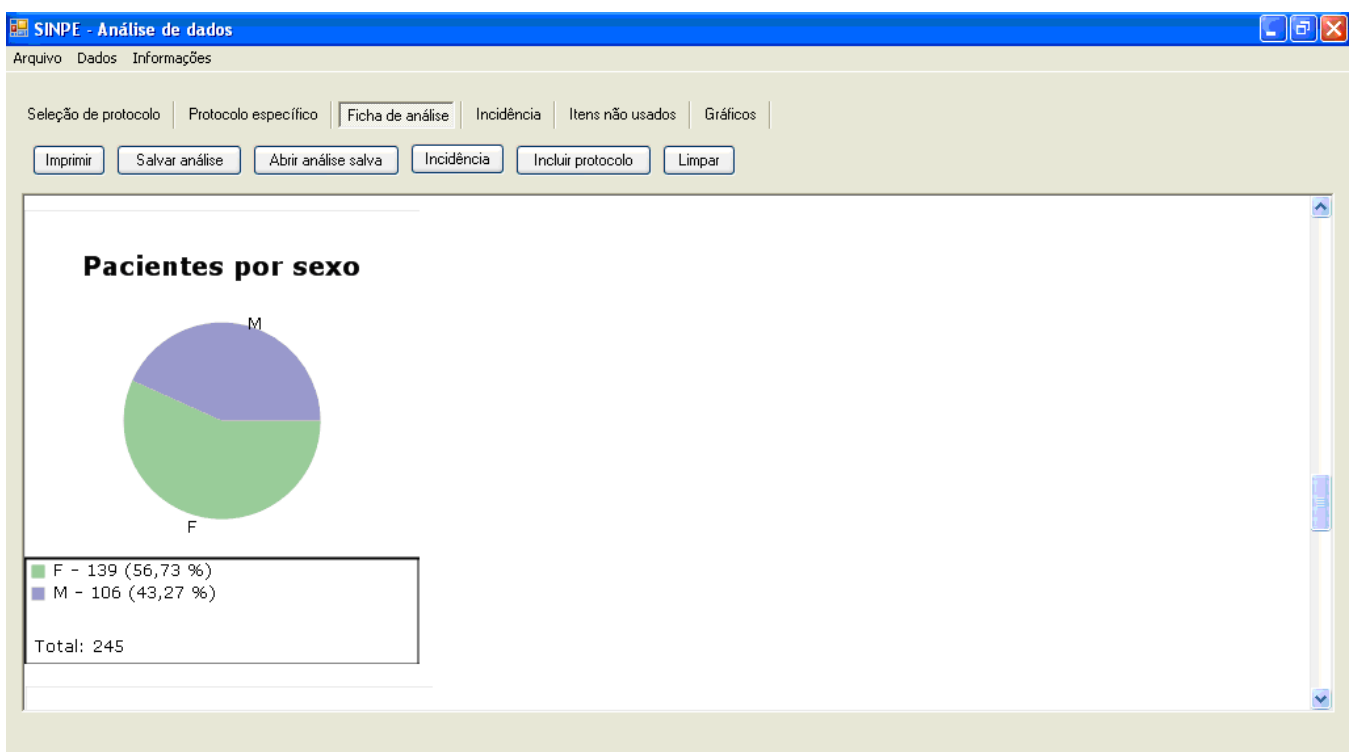 SINPE - Análise de dados
Arquivo Dados Informações
Seleção de protocolo Protocolo específico Ficha de análise Incidência Itens não usados Gráficos
Imprimir Salvar análise Abrir análise salva Incidência Incluir protocolo Limpar
Pacientes por sexo
M
F
F - 139 (56,73 %)
M - 106 (43,27 %)
Total: 245